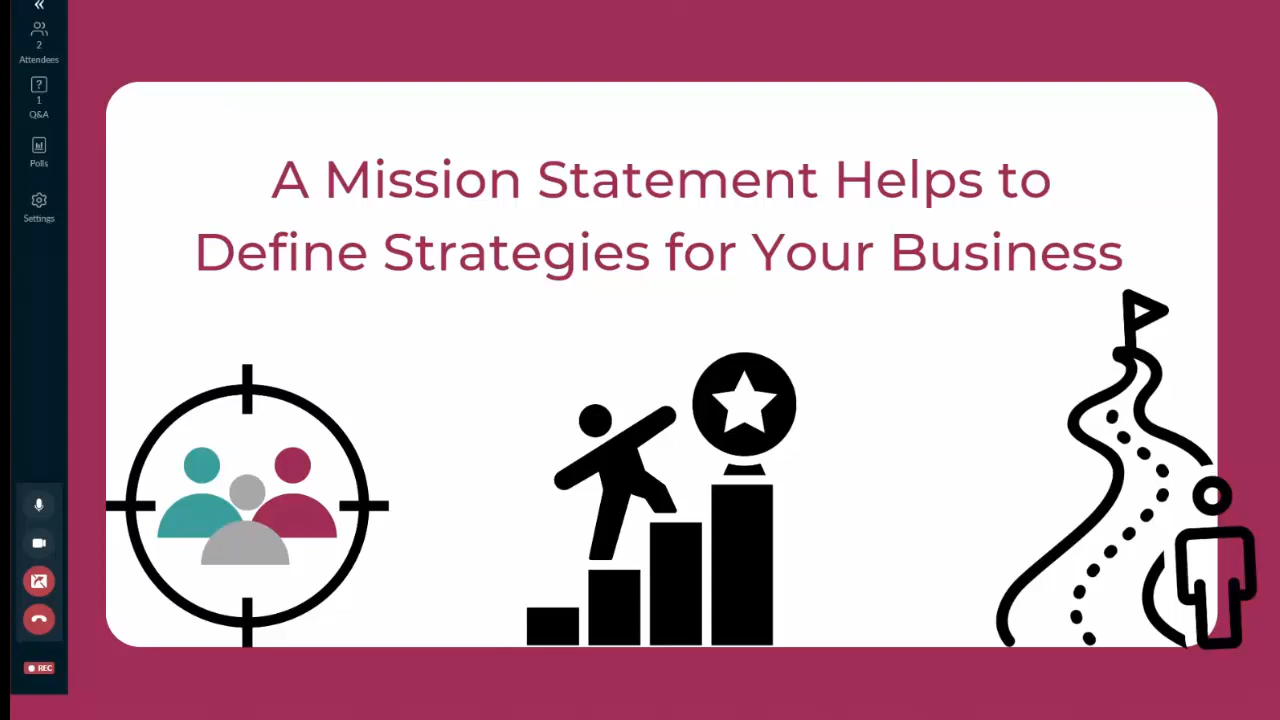 «
2
Attendees
?
1
Q&A
Polls
Settings
REC
A Mission Statement Helps to
Define Strategies for Your Business